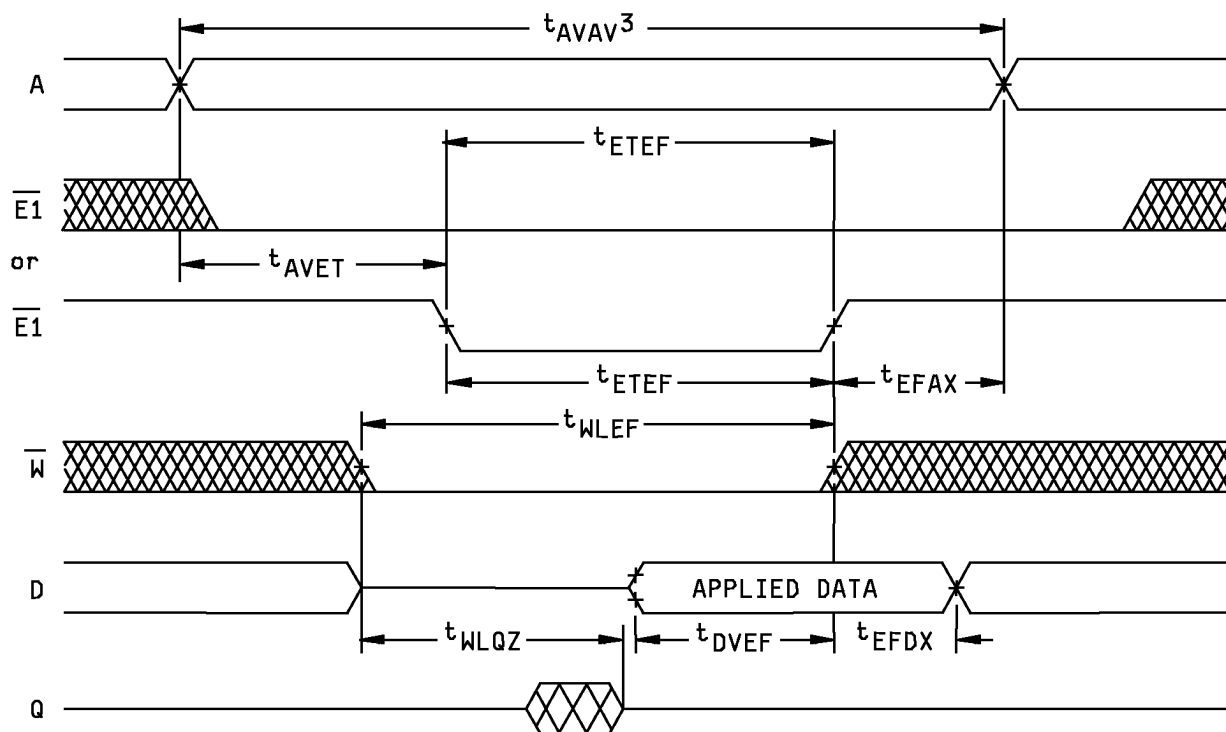 tAVAV3
A
tETEF
E1
or
tAVET
E1
tETEF
tEFAX
tWLEF
W
D
APPLIED DATA
tWLQZ
tDVEF
tEFDX
Q